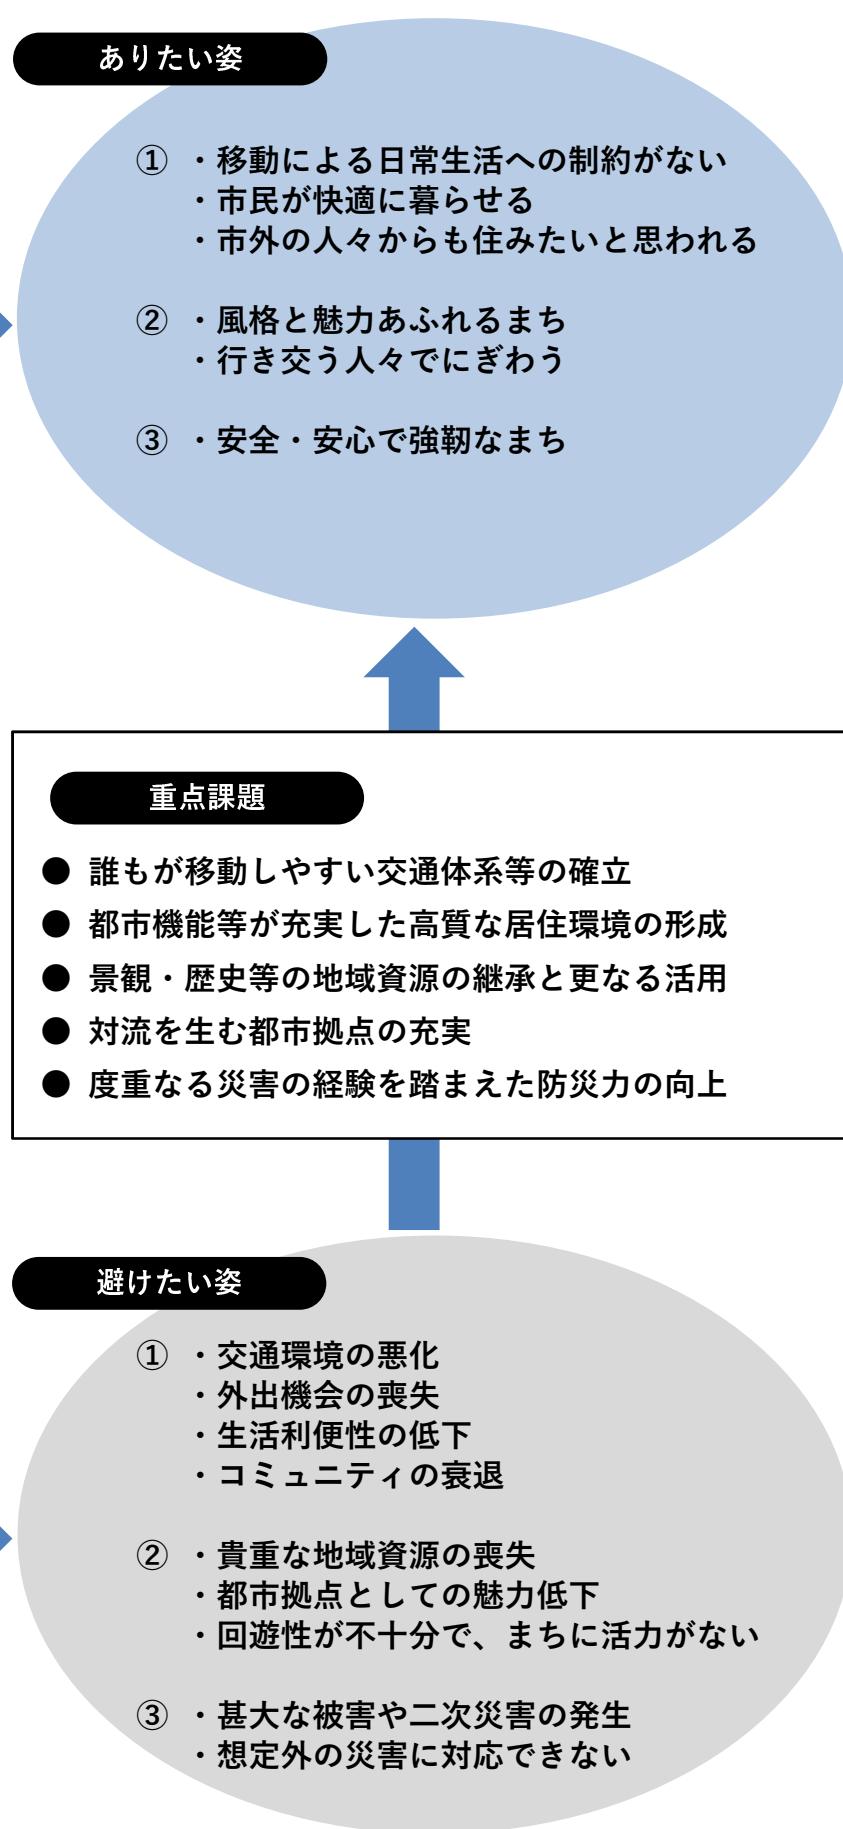 ありたい姿
① ・移動による日常生活への制約がない
・市民が快適に暮らせる
・市外の人々からも住みたいと思われる
② ・風格と魅力あふれるまち
・行き交う人々でにぎわう
③ ・安全・安心で強靭なまち
重点課題
● 誰もが移動しやすい交通体系等の確立
● 都市機能等が充実した高質な居住環境の形成
● 景観・歴史等の地域資源の継承と更なる活用
● 対流を生む都市拠点の充実
● 度重なる災害の経験を踏まえた防災力の向上
避けたい姿
① ・交通環境の悪化
・外出機会の喪失
・生活利便性の低下
・コミュニティの衰退
② ・貴重な地域資源の喪失
・都市拠点としての魅力低下
・回遊性が不十分で、まちに活力がない
③ ・甚大な被害や二次災害の発生
・想定外の災害に対応できない